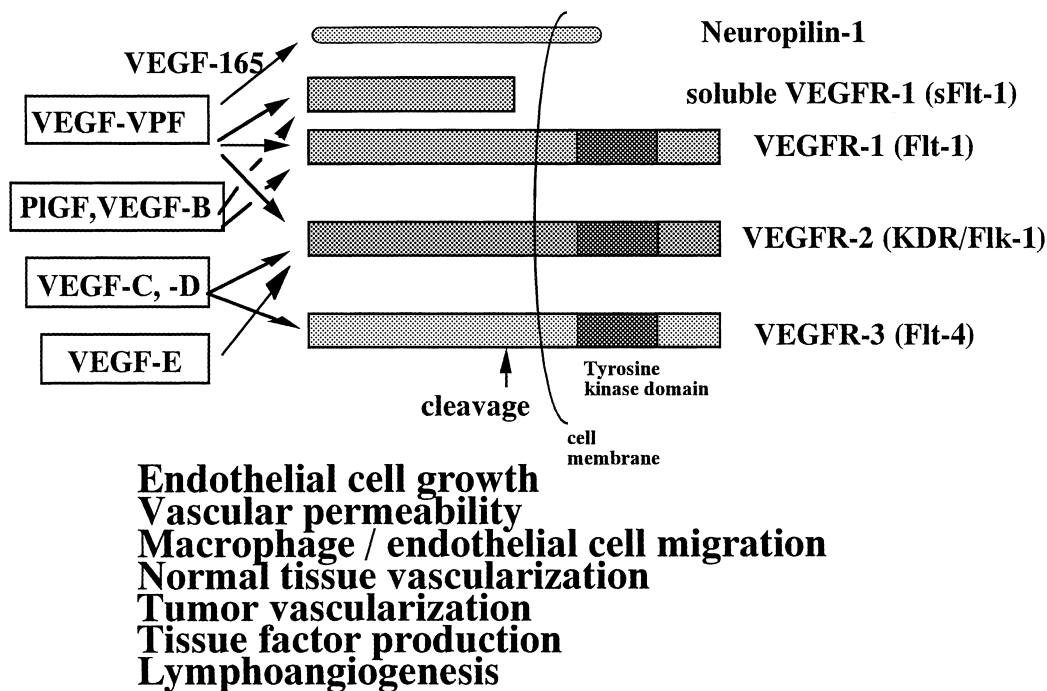 Neuropilin-1
VEGF-165
soluble VEGFR-1 (sFlt-1)
VEGF-VPF
VEGFR-1 (Flt-1)
PlGF,VEGF-B
VEGFR-2 (KDR/Flk-1)
VEGF-C, -D
VEGFR-3 (Flt-4)
VEGF-E
Tyrosine
kinase domain
cleavage
cell
membrane
Endothelial cell growth
Vascular permeability
Macrophage / endothelial cell migration
Normal tissue vascularization
Tumor vascularization
Tissue factor production
Lymphoangiogenesis